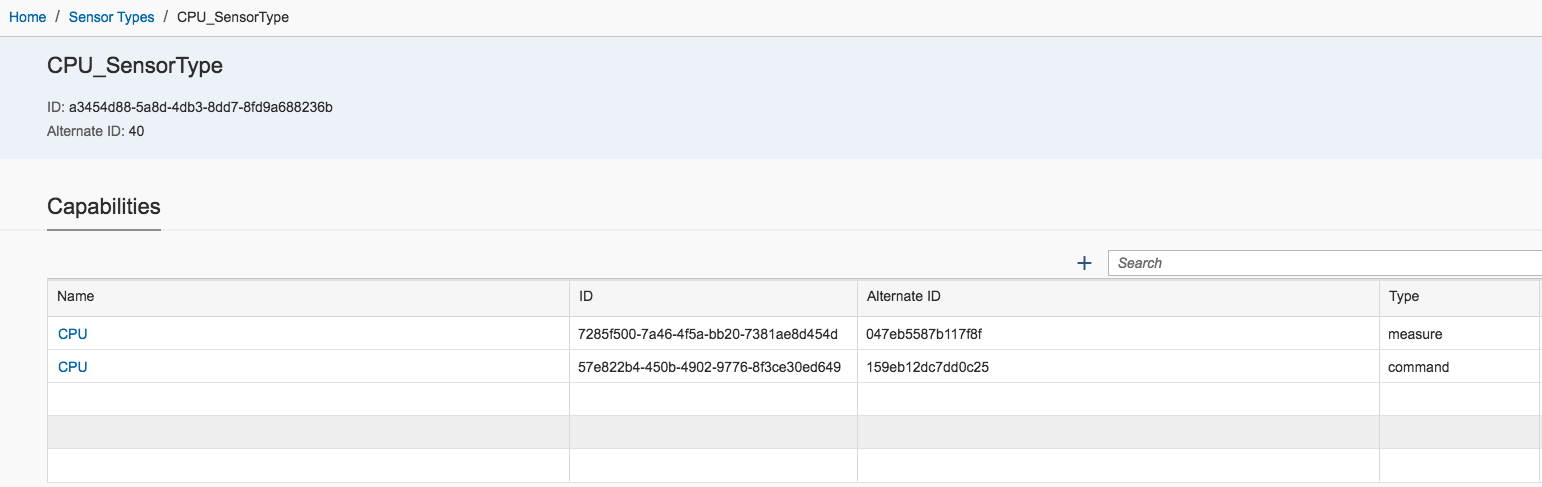 Home / Sensor Types / CPU_SensorType
CPU_SensorType
ID: a3454d88-5a8d-4db3-8dd7-8fd9a688236b
Alternate ID: 40
Capabilities
+ Search
Name ID Alternate ID Type
CPU 7285f500-7a46-4f5a-bb20-7381ae8d454d 047eb5587b117f8f measure
CPU 57e822b4-450b-4902-9776-8f3ce30ed649 159eb12dc7dd0c25 command